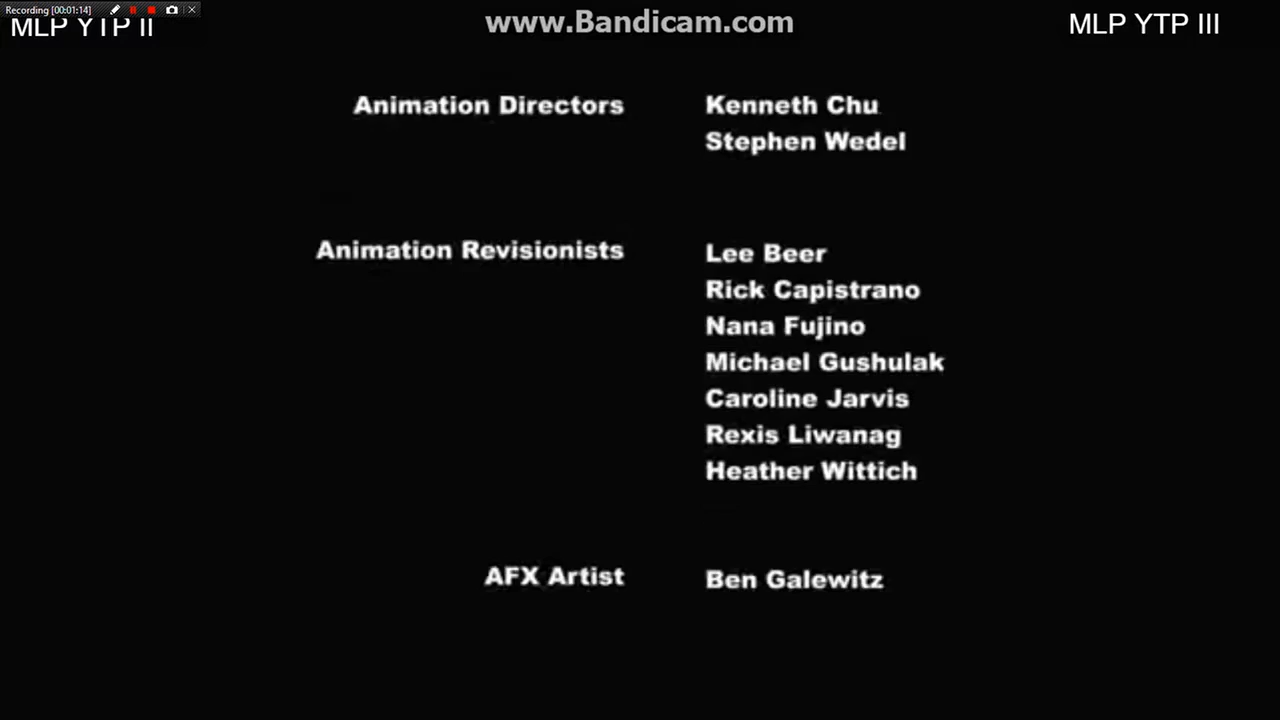 Recording [00:01:14]
MLP YTP II
www.Bandicam.com
MLP YTP III
Animation Directors Kenneth Chu
Stephen Wedel
Animation Revisionists Lee Beer
Rick Capistrano
Nana Fujino
Michael Gushulak
Caroline Jarvis
Rexis Liwanag
Heather Wittich
AFX Artist Ben Galewitz